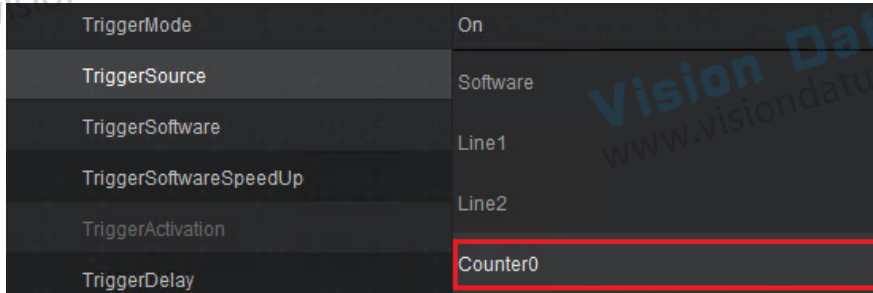 TriggerMode On
TriggerSource Software
TriggerSoftware Line1
TriggerSoftwareSpeedUp Line2
TriggerActivation
TriggerDelay Counter0
Vision Dat
www.visiondatu